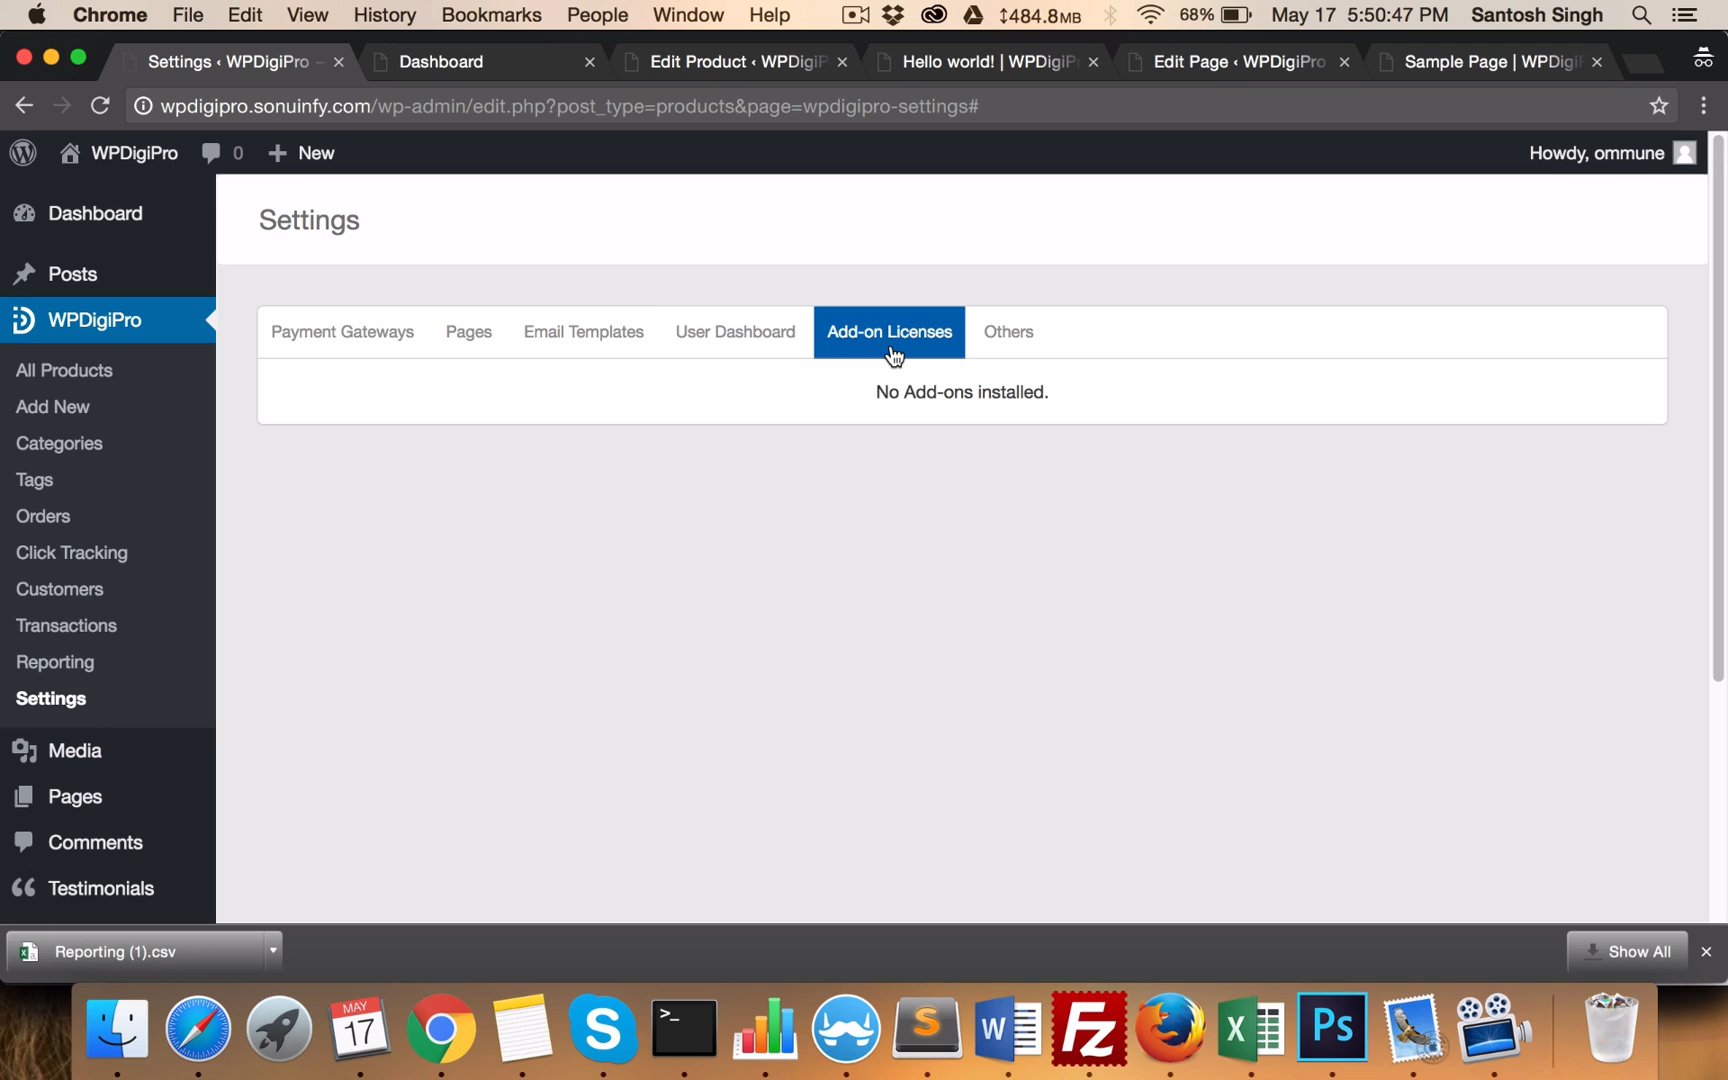 Chrome File Edit View History Bookmarks People Window Help ↕484.8MB 68% May 17 5:50:47 PM Santosh Singh
Settings ‹ WPDigiPro – Dashboard Edit Product ‹ WPDigiP Hello world! | WPDigiP Edit Page ‹ WPDigiPro Sample Page | WPDigi
wpdigipro.sonuinfy.com/wp-admin/edit.php?post_type=products&page=wpdigipro-settings#
WPDigiPro 0 + New Howdy, ommune
Dashboard
Posts
WPDigiPro
All Products
Add New
Categories
Tags
Orders
Click Tracking
Customers
Transactions
Reporting
Settings
Media
Pages
Comments
Testimonials
Settings
Payment Gateways Pages Email Templates User Dashboard Add-on Licenses Others
No Add-ons installed.
Reporting (1).csv Show All
MAY
17
S
>_
S
W
Fz
X
Ps